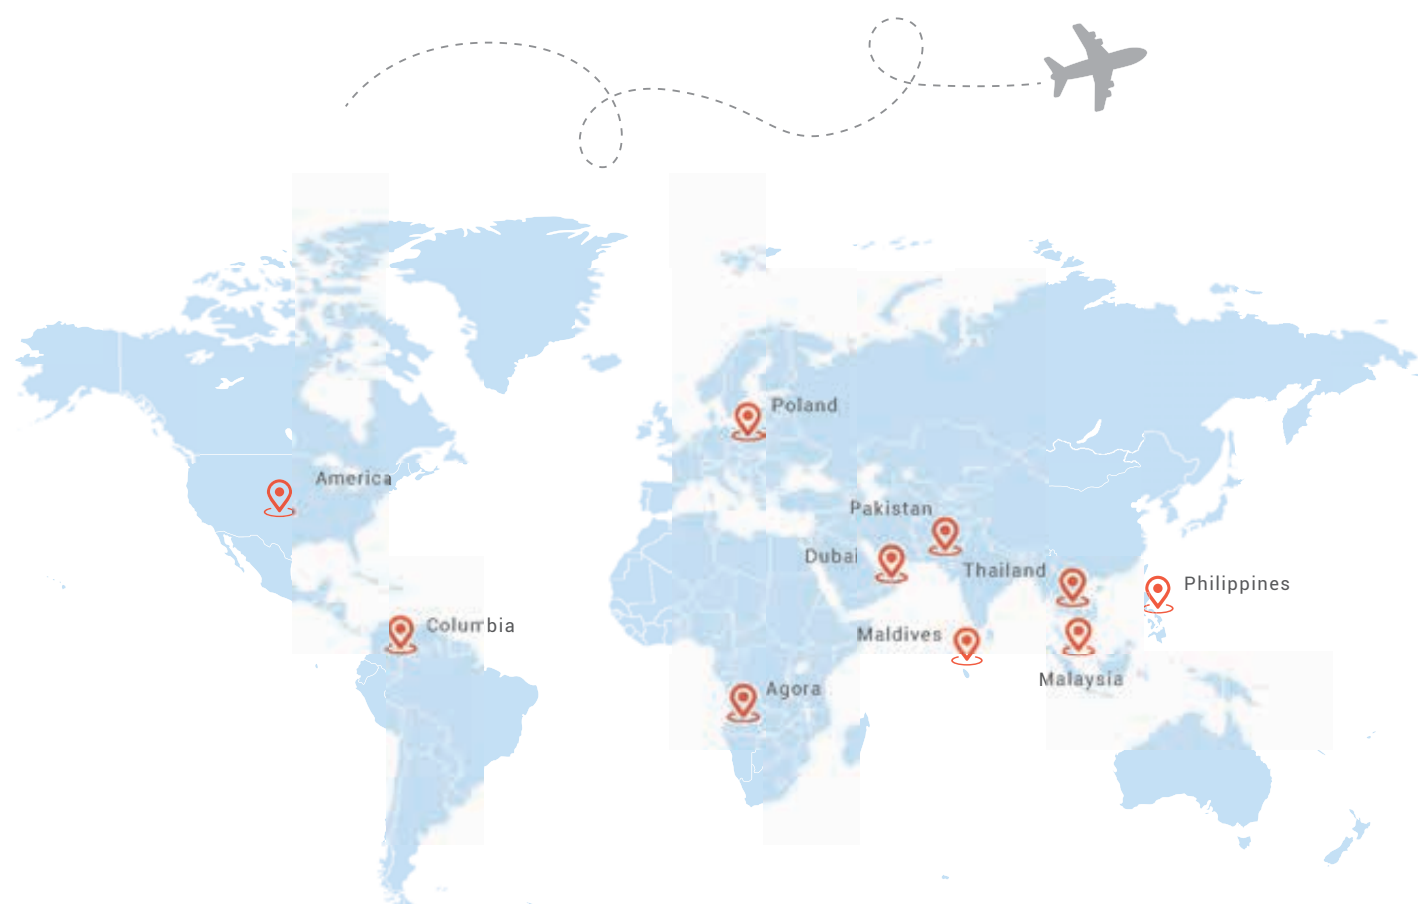 Poland
America
Pakistan
Dubai
Thailand
Philippines
Columbia
Maldives
Malaysia
Agora